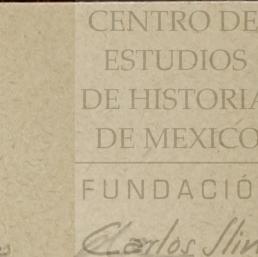 CENTRO DE
ESTUDIOS
DE HISTORIA
DE MEXICO
FUNDACIÓ
Carlos Slim